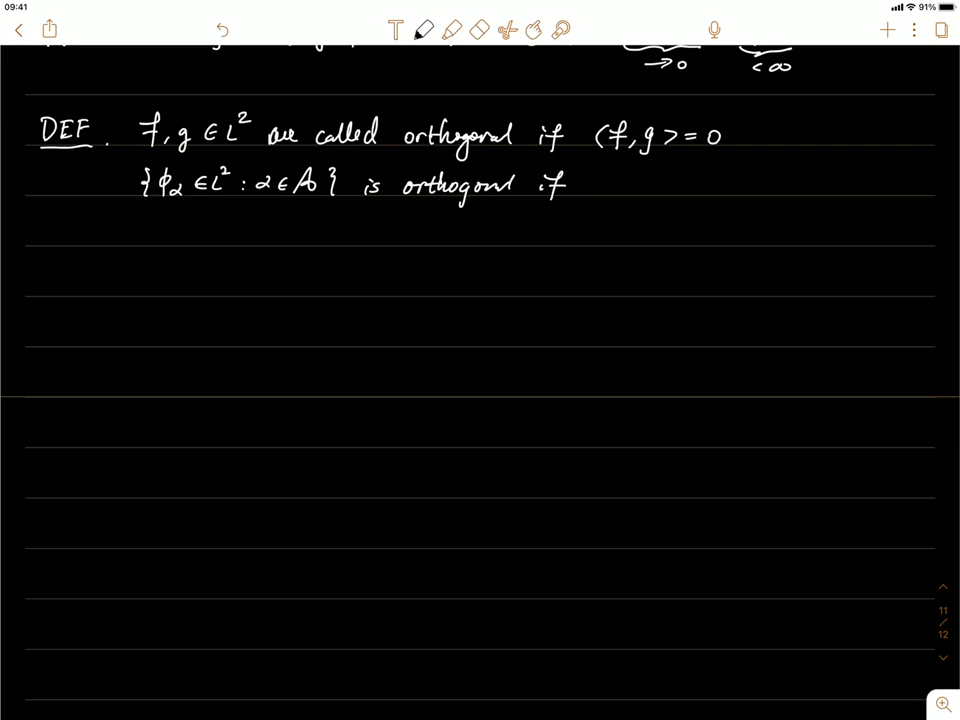 09:41
91%
T
→0 <∞
DEF. f, g ∈ L² are called orthogonal if ⟨f, g⟩ = 0
{ϕ_α ∈ L² : α ∈ A} is orthogonal if
11
/
12